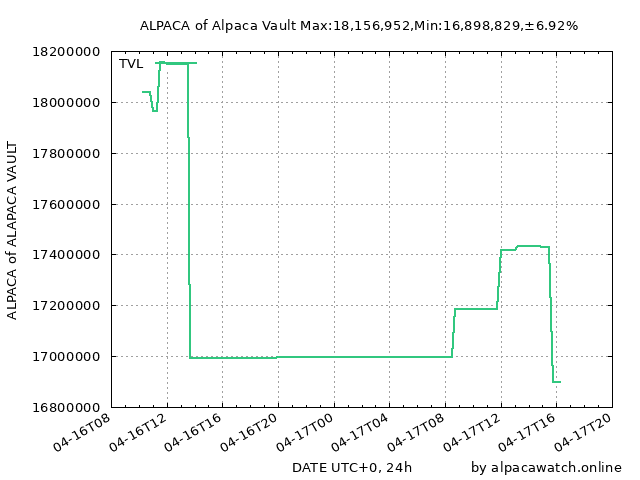 ALPACA of Alpaca Vault Max:18,156,952,Min:16,898,829,±6.92%
TVL
ALPACA of ALAPACA VAULT
18200000
18000000
17800000
17600000
17400000
17200000
17000000
16800000
04-16T08
04-16T12
04-16T16
04-16T20
04-17T00
04-17T04
04-17T08
04-17T12
04-17T16
04-17T20
DATE UTC+0, 24h
by alpacawatch.online